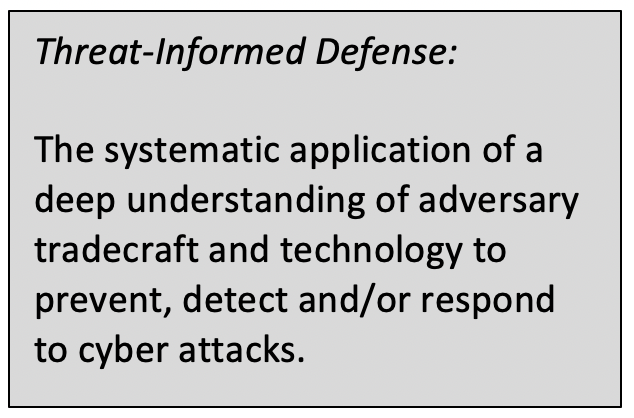 Threat-Informed Defense:
The systematic application of a
deep understanding of adversary
tradecraft and technology to
prevent, detect and/or respond
to cyber attacks.